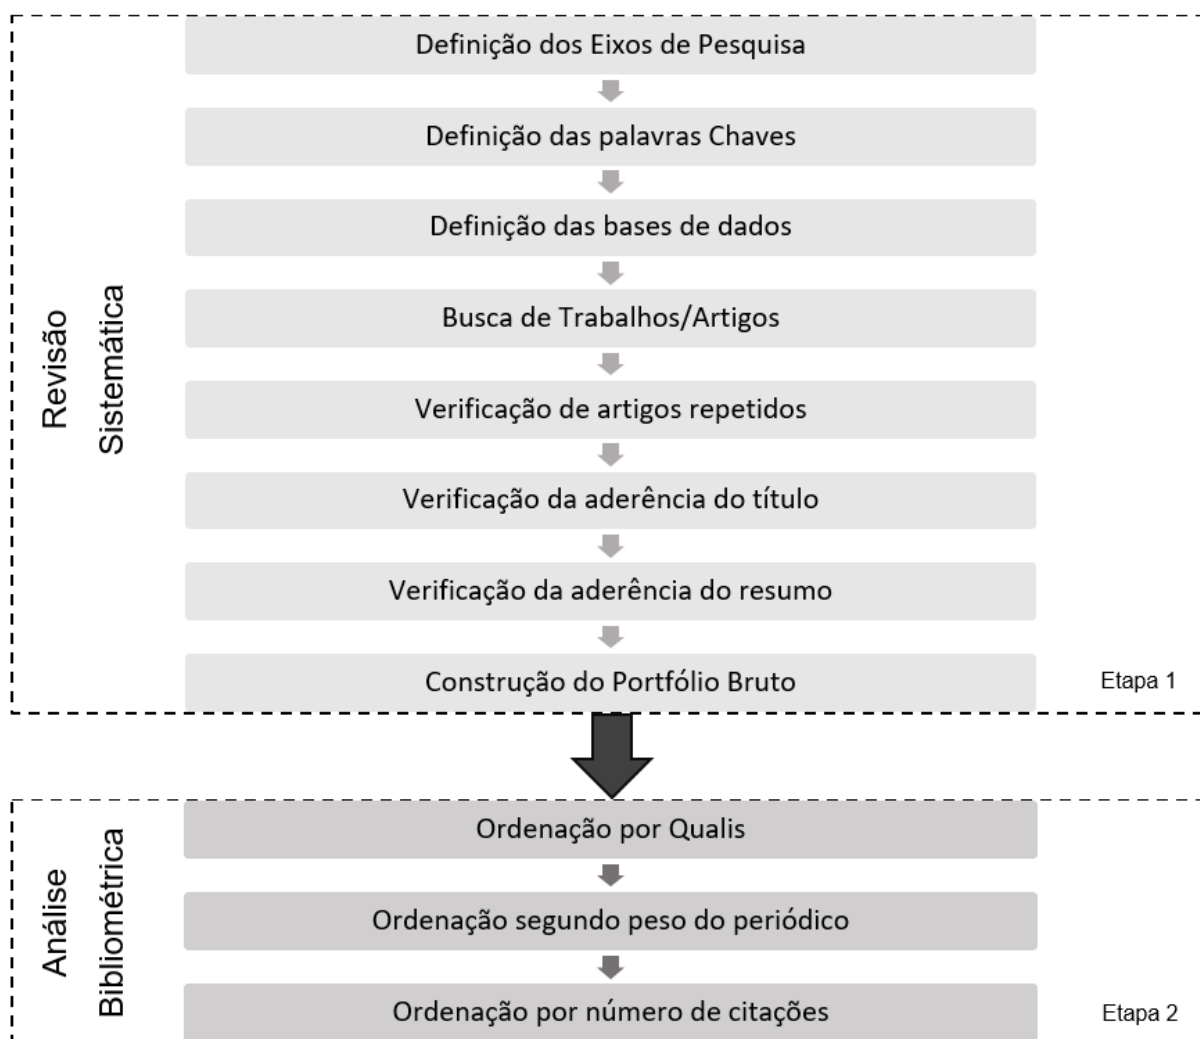 Revisão
Sistemática
Definição dos Eixos de Pesquisa
Definição das palavras Chaves
Definição das bases de dados
Busca de Trabalhos/Artigos
Verificação de artigos repetidos
Verificação da aderência do título
Verificação da aderência do resumo
Construção do Portfólio Bruto
Etapa 1
Análise
Bibliométrica
Ordenação por Qualis
Ordenação segundo peso do periódico
Ordenação por número de citações
Etapa 2